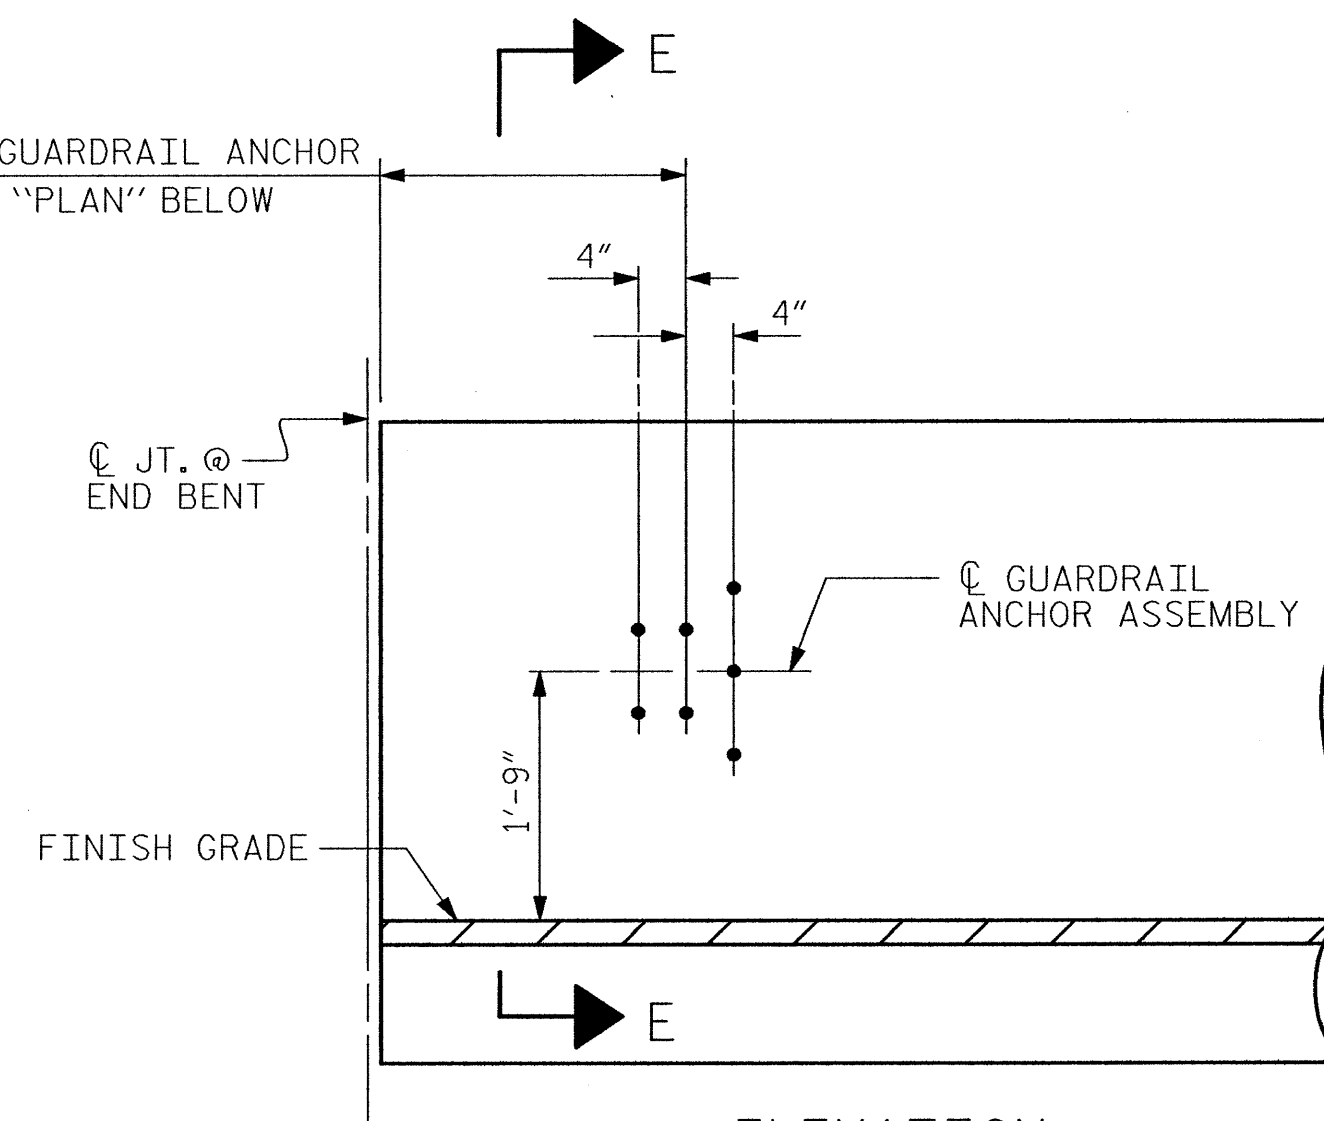 E
GUARDRAIL ANCHOR
"PLAN" BELOW
4"
4"
℄ JT. @
END BENT
℄ GUARDRAIL
ANCHOR ASSEMBLY
1'-9"
FINISH GRADE
E